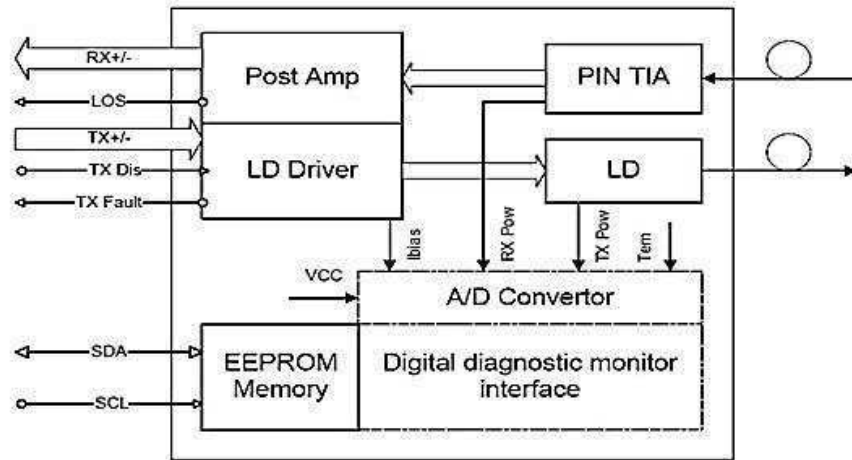 RX+/-
Post Amp
PIN TIA
LOS
TX+/-
TX Dis
LD Driver
LD
TX Fault
Ibias
RX Pow
TX Pow
Tem
VCC
A/D Convertor
SDA
EEPROM
Memory
Digital diagnostic monitor
interface
SCL